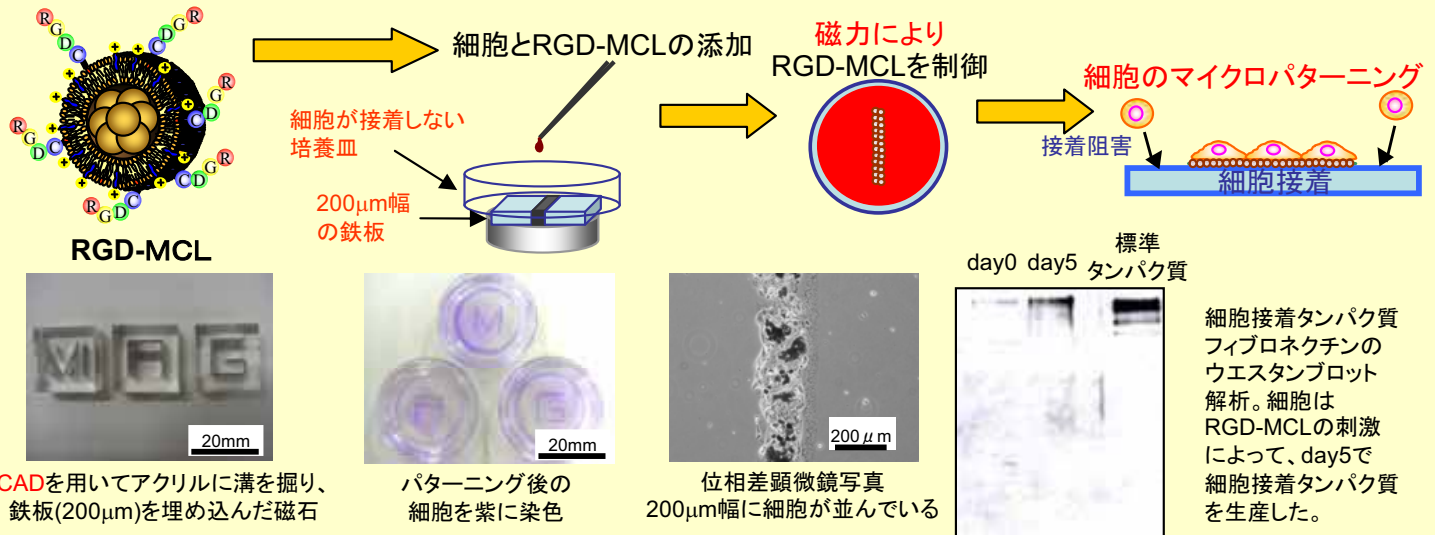 R G D C
C D G R
C D G R
C D G R
R G D C
C D G R
R G D C
RGD-MCL
細胞とRGD-MCLの添加
細胞が接着しない
培養皿
200μm幅
の鉄板
磁力により
RGD-MCLを制御
細胞のマイクロパターニング
接着阻害
細胞接着
M A G
20mm
CADを用いてアクリルに溝を掘り、
鉄板(200μm)を埋め込んだ磁石
M
A G
20mm
パターニング後の
細胞を紫に染色
200μm
位相差顕微鏡写真
200μm幅に細胞が並んでいる
day0 day5 標準
タンパク質
細胞接着タンパク質
フィブロネクチンの
ウエスタンブロット
解析。細胞は
RGD-MCLの刺激
によって、day5で
細胞接着タンパク質
を生産した。